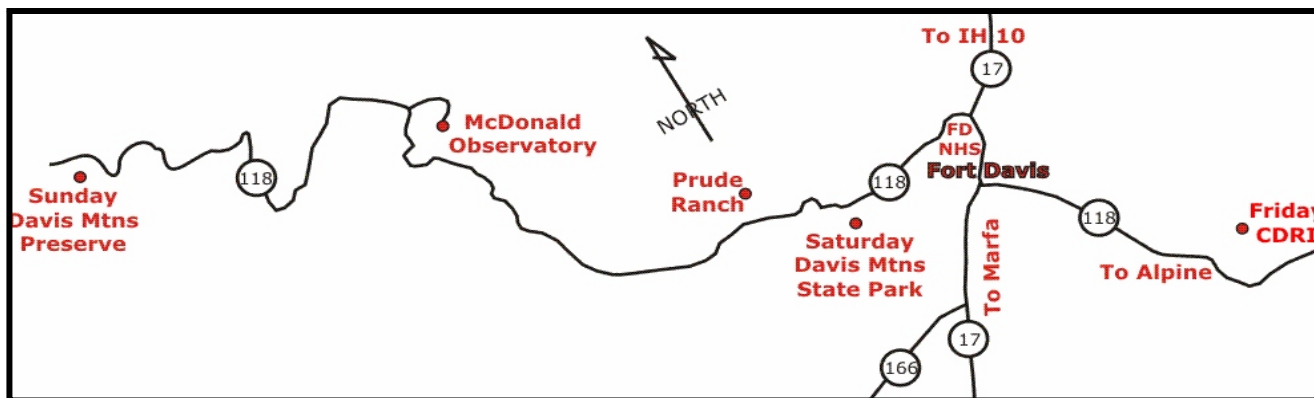 To IH 10
17
NORTH
McDonald
Observatory
FD
NHS
Fort Davis
118
118
Prude
Ranch
Sunday
Davis Mtns
Preserve
118
Friday
CDRI
Saturday
Davis Mtns
State Park
To Marfa
To Alpine
17
166